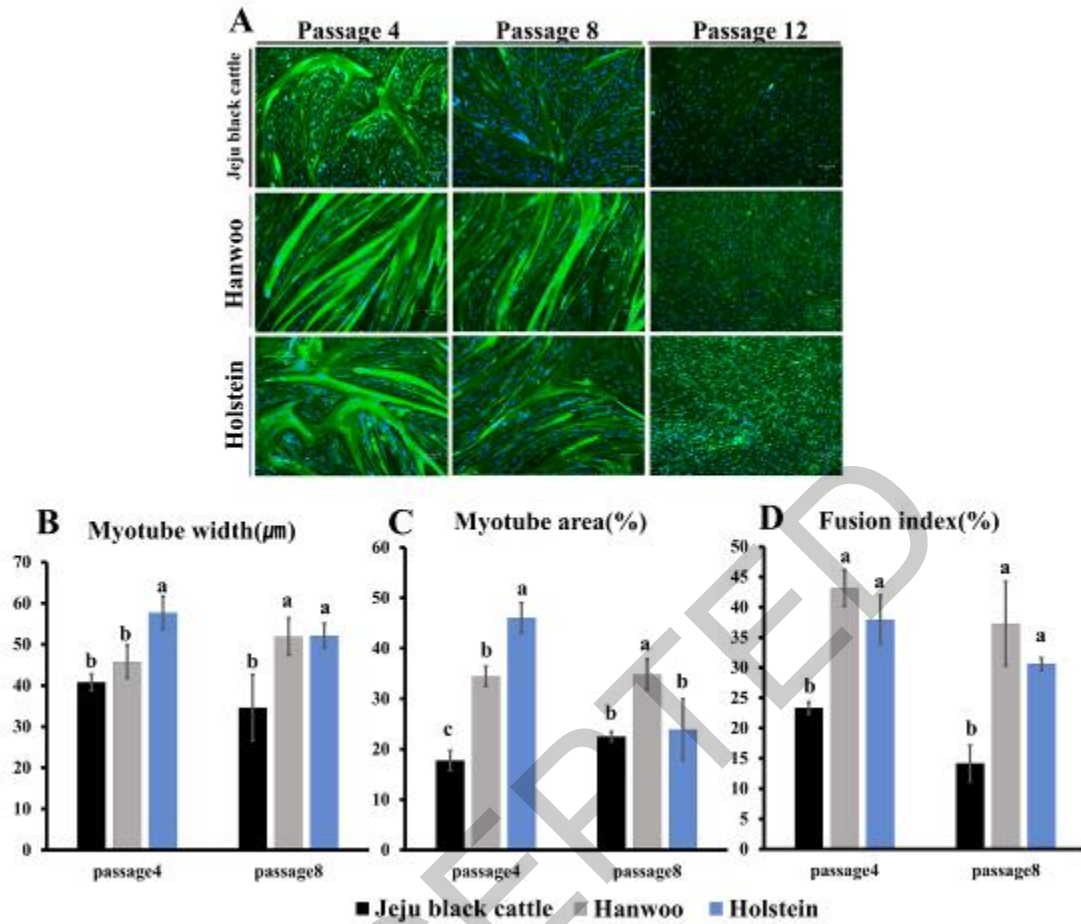 A
Passage 4 Passage 8 Passage 12
Jeju black cattle
Hanwoo
Holstein
B Myotube width(μm)
70
60
50
40
30
20
10
0
b
b
a
b
a
a
passage4 passage8
C Myotube area(%)
60
50
40
30
20
10
0
c
b
a
b
a
b
passage4 passage8
D Fusion index(%)
50
45
40
35
30
25
20
15
10
5
0
b
a
a
b
a
a
passage4 passage8
Jeju black cattle Hanwoo Holstein
EPTED